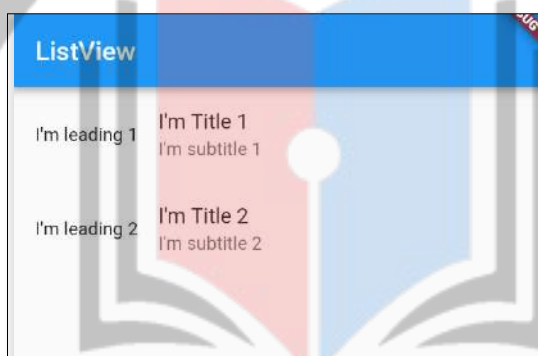 ListView
I'm leading 1
I'm Title 1
I'm subtitle 1
I'm leading 2
I'm Title 2
I'm subtitle 2